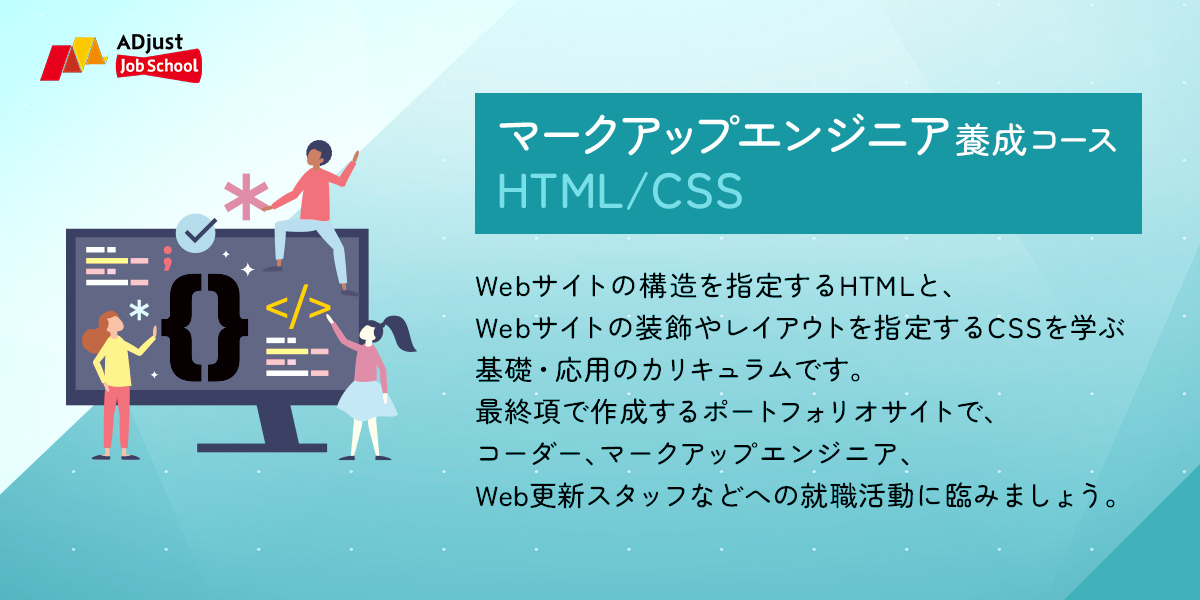 ADjust
Job School
マークアップエンジニア養成コース
HTML/CSS
Webサイトの構造を指定するHTMLと、
Webサイトの装飾やレイアウトを指定するCSSを学ぶ
基礎・応用のカリキュラムです。
最終項で作成するポートフォリオサイトで、
コーダー、マークアップエンジニア、
Web更新スタッフなどへの就職活動に臨みましょう。
*
;
*
{}
</>